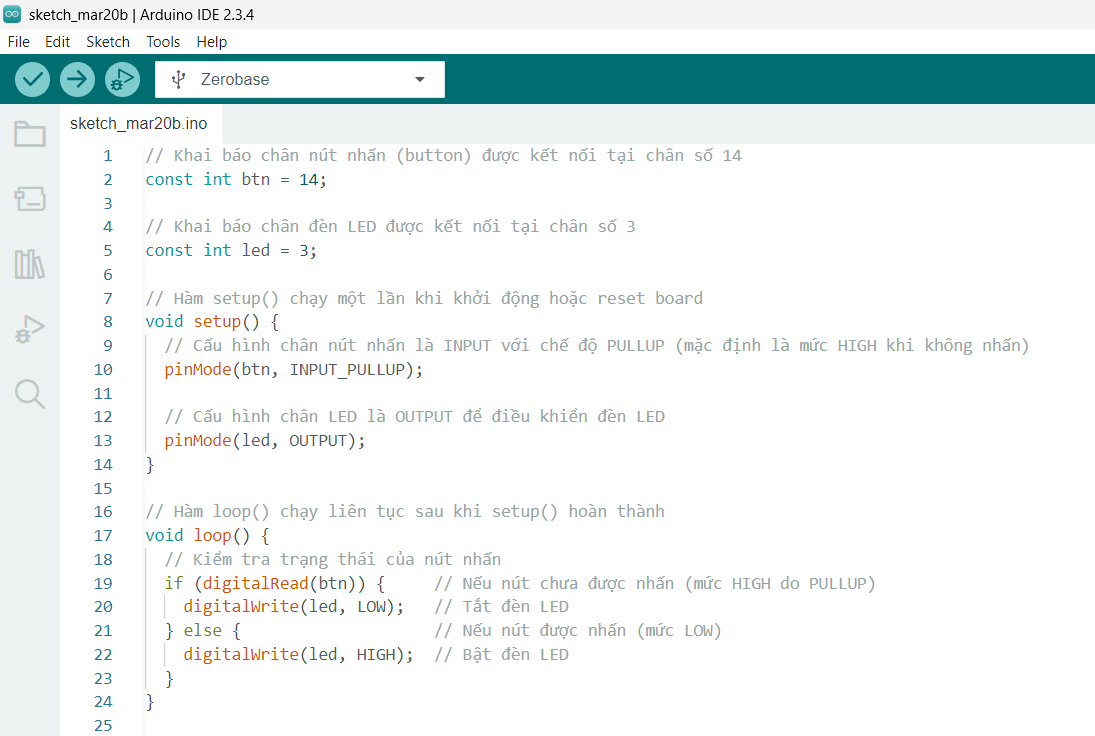 sketch_mar20b | Arduino IDE 2.3.4
File Edit Sketch Tools Help
Zerobase
sketch_mar20b.ino
1 // Khai báo chân nút nhấn (button) được kết nối tại chân số 14
2 const int btn = 14;
3
4 // Khai báo chân đèn LED được kết nối tại chân số 3
5 const int led = 3;
6
7 // Hàm setup() chạy một lần khi khởi động hoặc reset board
8 void setup() {
9 // Cấu hình chân nút nhấn là INPUT với chế độ PULLUP (mặc định là mức HIGH khi không nhấn)
10 pinMode(btn, INPUT_PULLUP);
11
12 // Cấu hình chân LED là OUTPUT để điều khiển đèn LED
13 pinMode(led, OUTPUT);
14 }
15
16 // Hàm loop() chạy liên tục sau khi setup() hoàn thành
17 void loop() {
18 // Kiểm tra trạng thái của nút nhấn
19 if (digitalRead(btn)) { // Nếu nút chưa được nhấn (mức HIGH do PULLUP)
20 digitalWrite(led, LOW); // Tắt đèn LED
21 } else { // Nếu nút được nhấn (mức LOW)
22 digitalWrite(led, HIGH); // Bật đèn LED
23 }
24 }
25